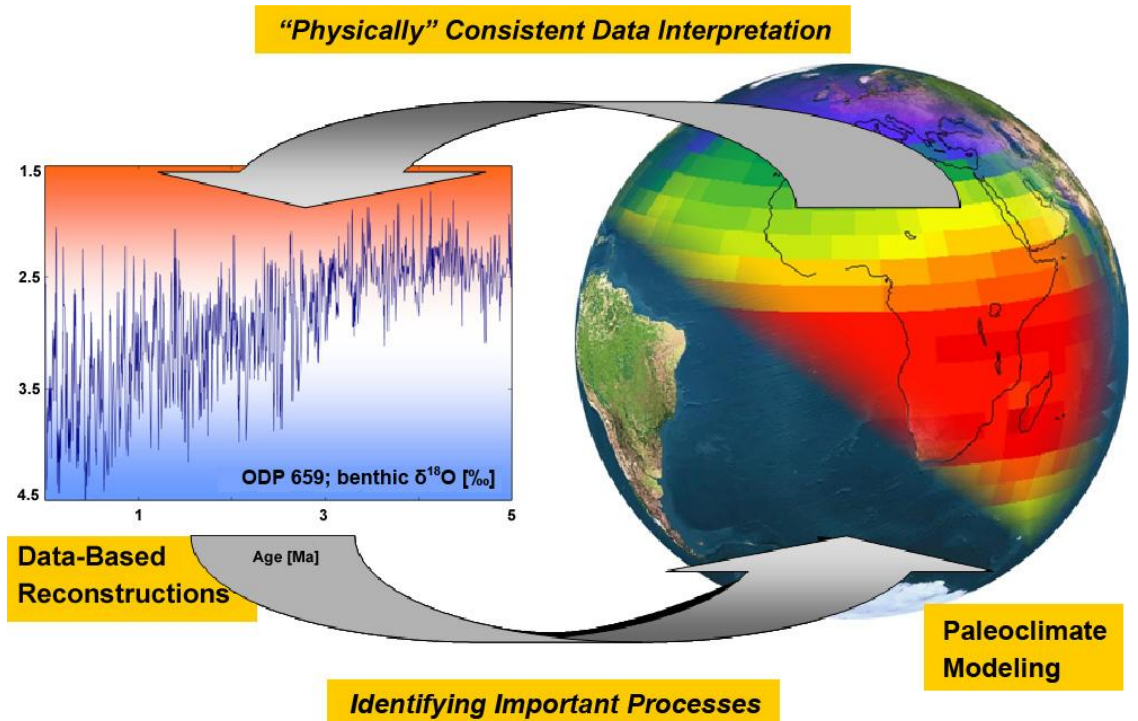 “Physically” Consistent Data Interpretation
1.5
2.5
3.5
4.5
ODP 659; benthic δ¹⁸O [‰]
1
3
5
Age [Ma]
Data-Based
Reconstructions
Paleoclimate
Modeling
Identifying Important Processes